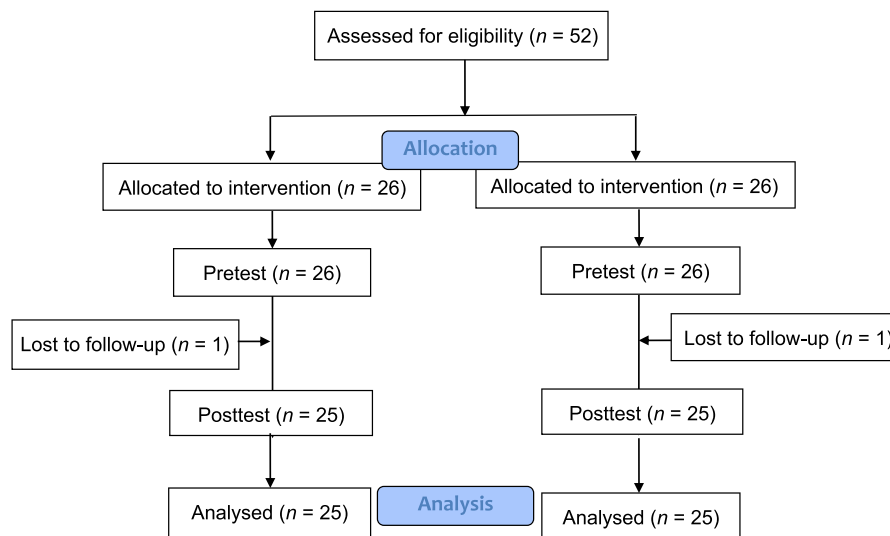 Assessed for eligibility (n = 52)
Allocation
Allocated to intervention (n = 26)
Allocated to intervention (n = 26)
Pretest (n = 26)
Pretest (n = 26)
Lost to follow-up (n = 1)
Lost to follow-up (n = 1)
Posttest (n = 25)
Posttest (n = 25)
Analysed (n = 25)
Analysis
Analysed (n = 25)